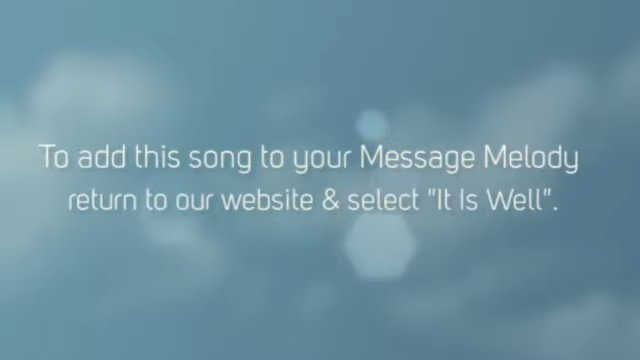 To add this song to your Message Melody
return to our website & select "It Is Well".